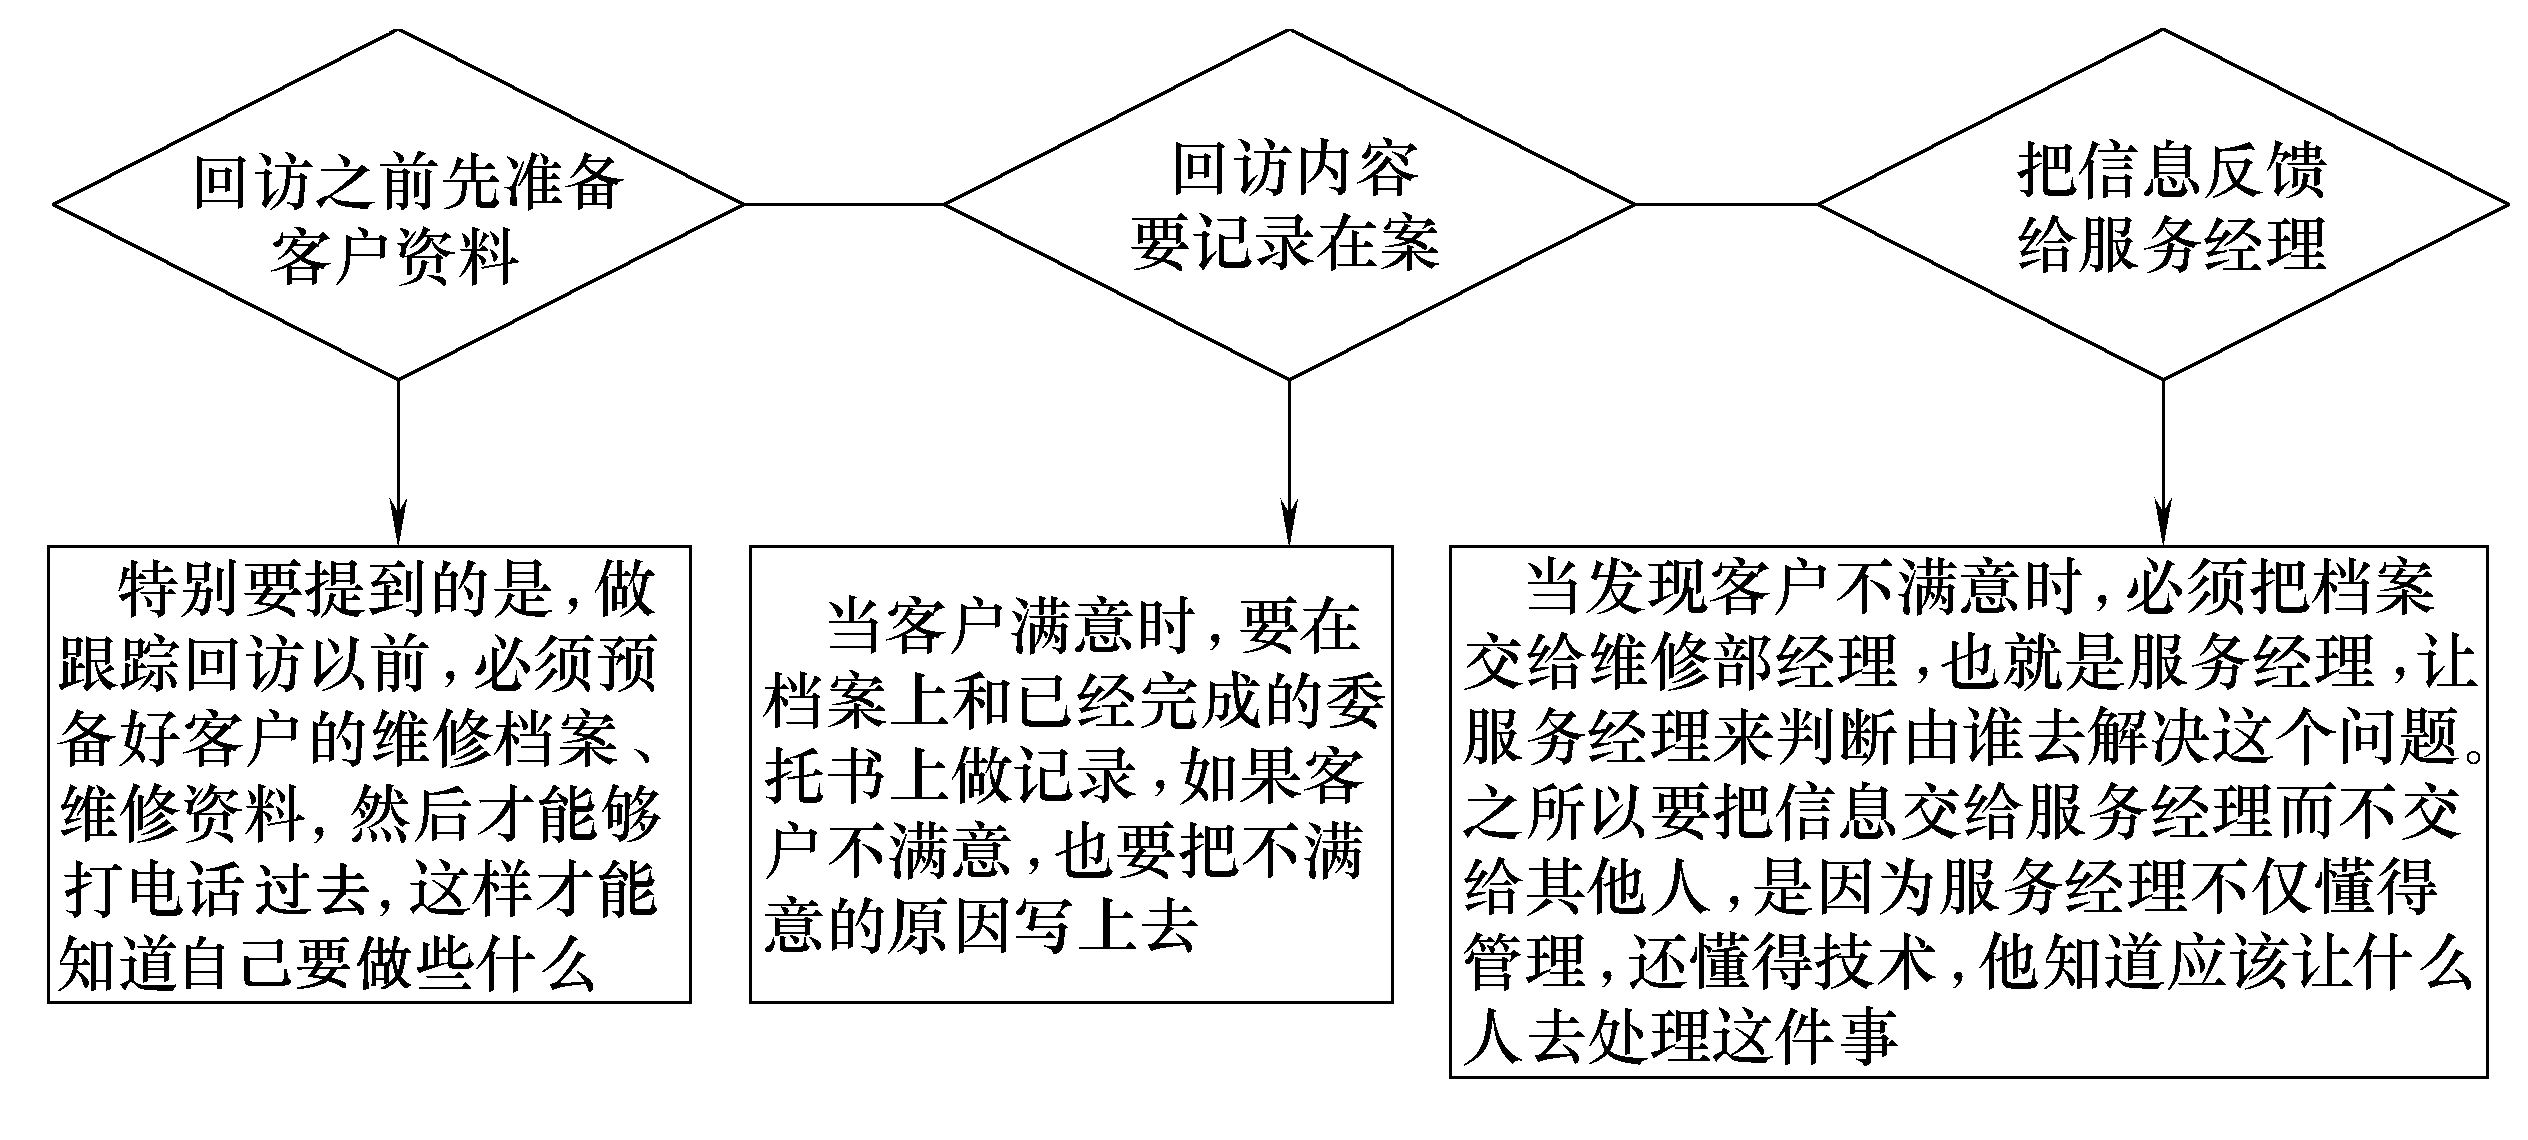 回访之前先准备
客户资料
回访内容
要记录在案
把信息反馈
给服务经理
特别要提到的是,做
跟踪回访以前,必须预
备好客户的维修档案、
维修资料,然后才能够
打电话过去,这样才能
知道自己要做些什么
当客户满意时,要在
档案上和已经完成的委
托书上做记录,如果客
户不满意,也要把不满
意的原因写上去
当发现客户不满意时,必须把档案
交给维修部经理,也就是服务经理,让
服务经理来判断由谁去解决这个问题。
之所以要把信息交给服务经理而不交
给其他人,是因为服务经理不仅懂得
管理,还懂得技术,他知道应该让什么
人去处理这件事